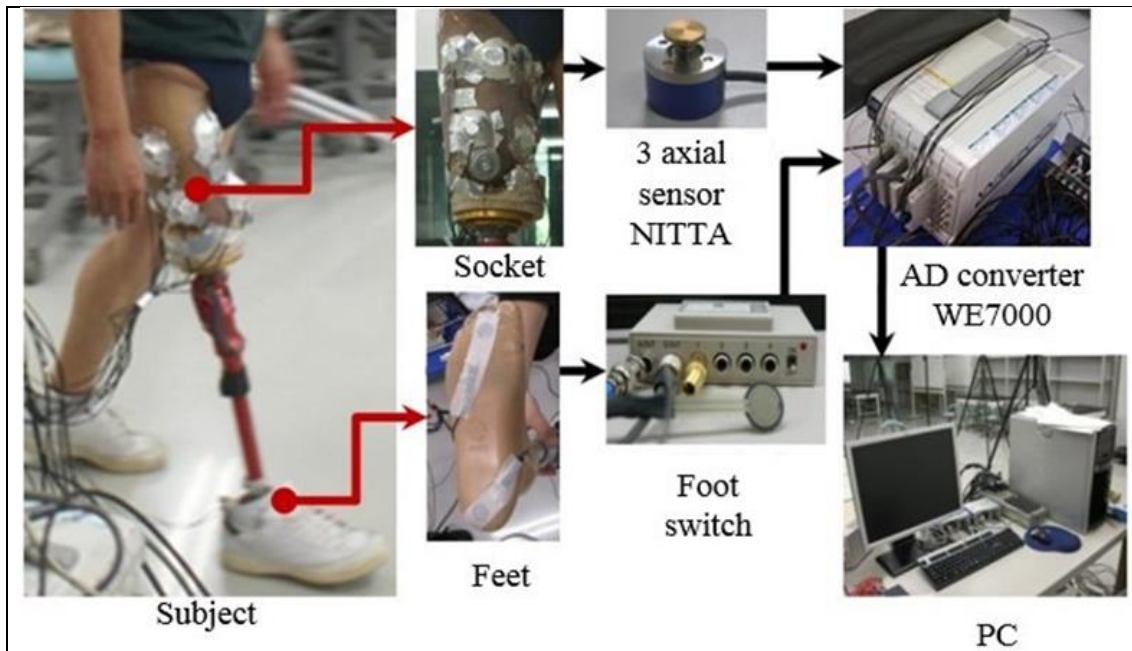 Subject
Socket
Feet
3 axial
sensor
NITTA
Foot
switch
AD converter
WE7000
PC